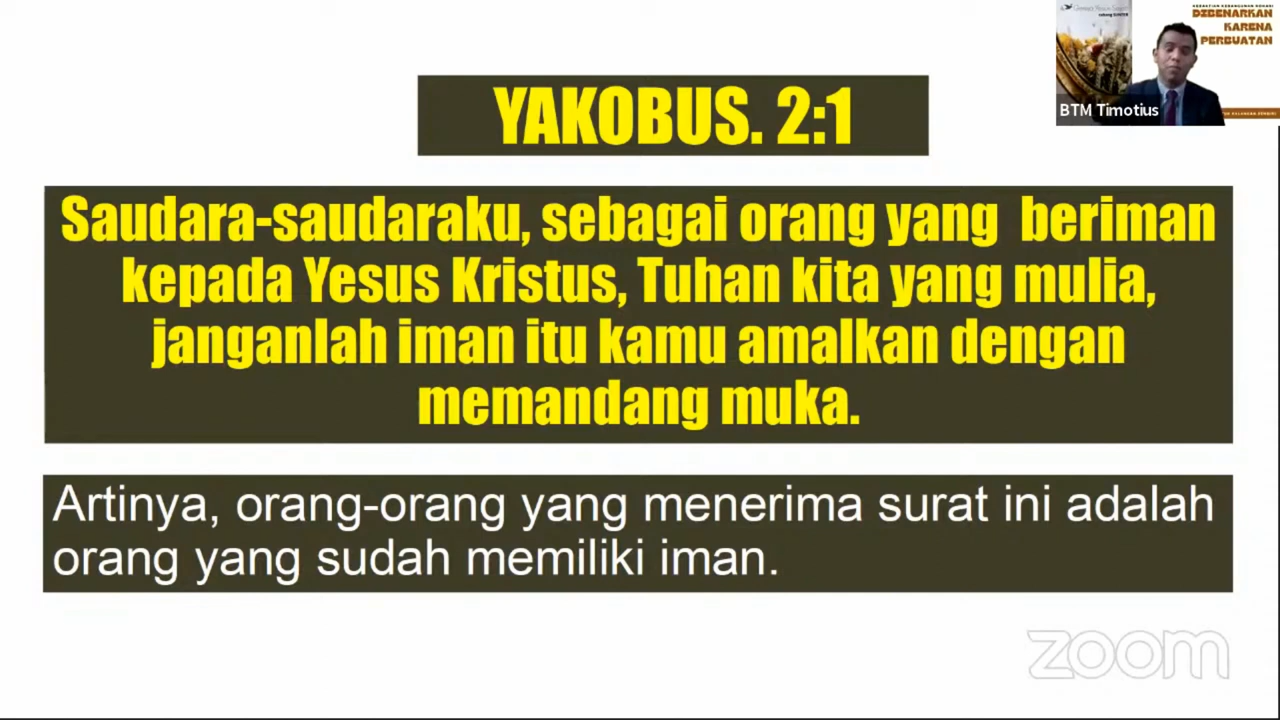 YAKOBUS. 2:1
Saudara-saudaraku, sebagai orang yang beriman
kepada Yesus Kristus, Tuhan kita yang mulia,
janganlah iman itu kamu amalkan dengan
memandang muka.
Artinya, orang-orang yang menerima surat ini adalah
orang yang sudah memiliki iman.
DIBENARKAN
KARENA
PERBUATAN
BTM Timotius
zoom